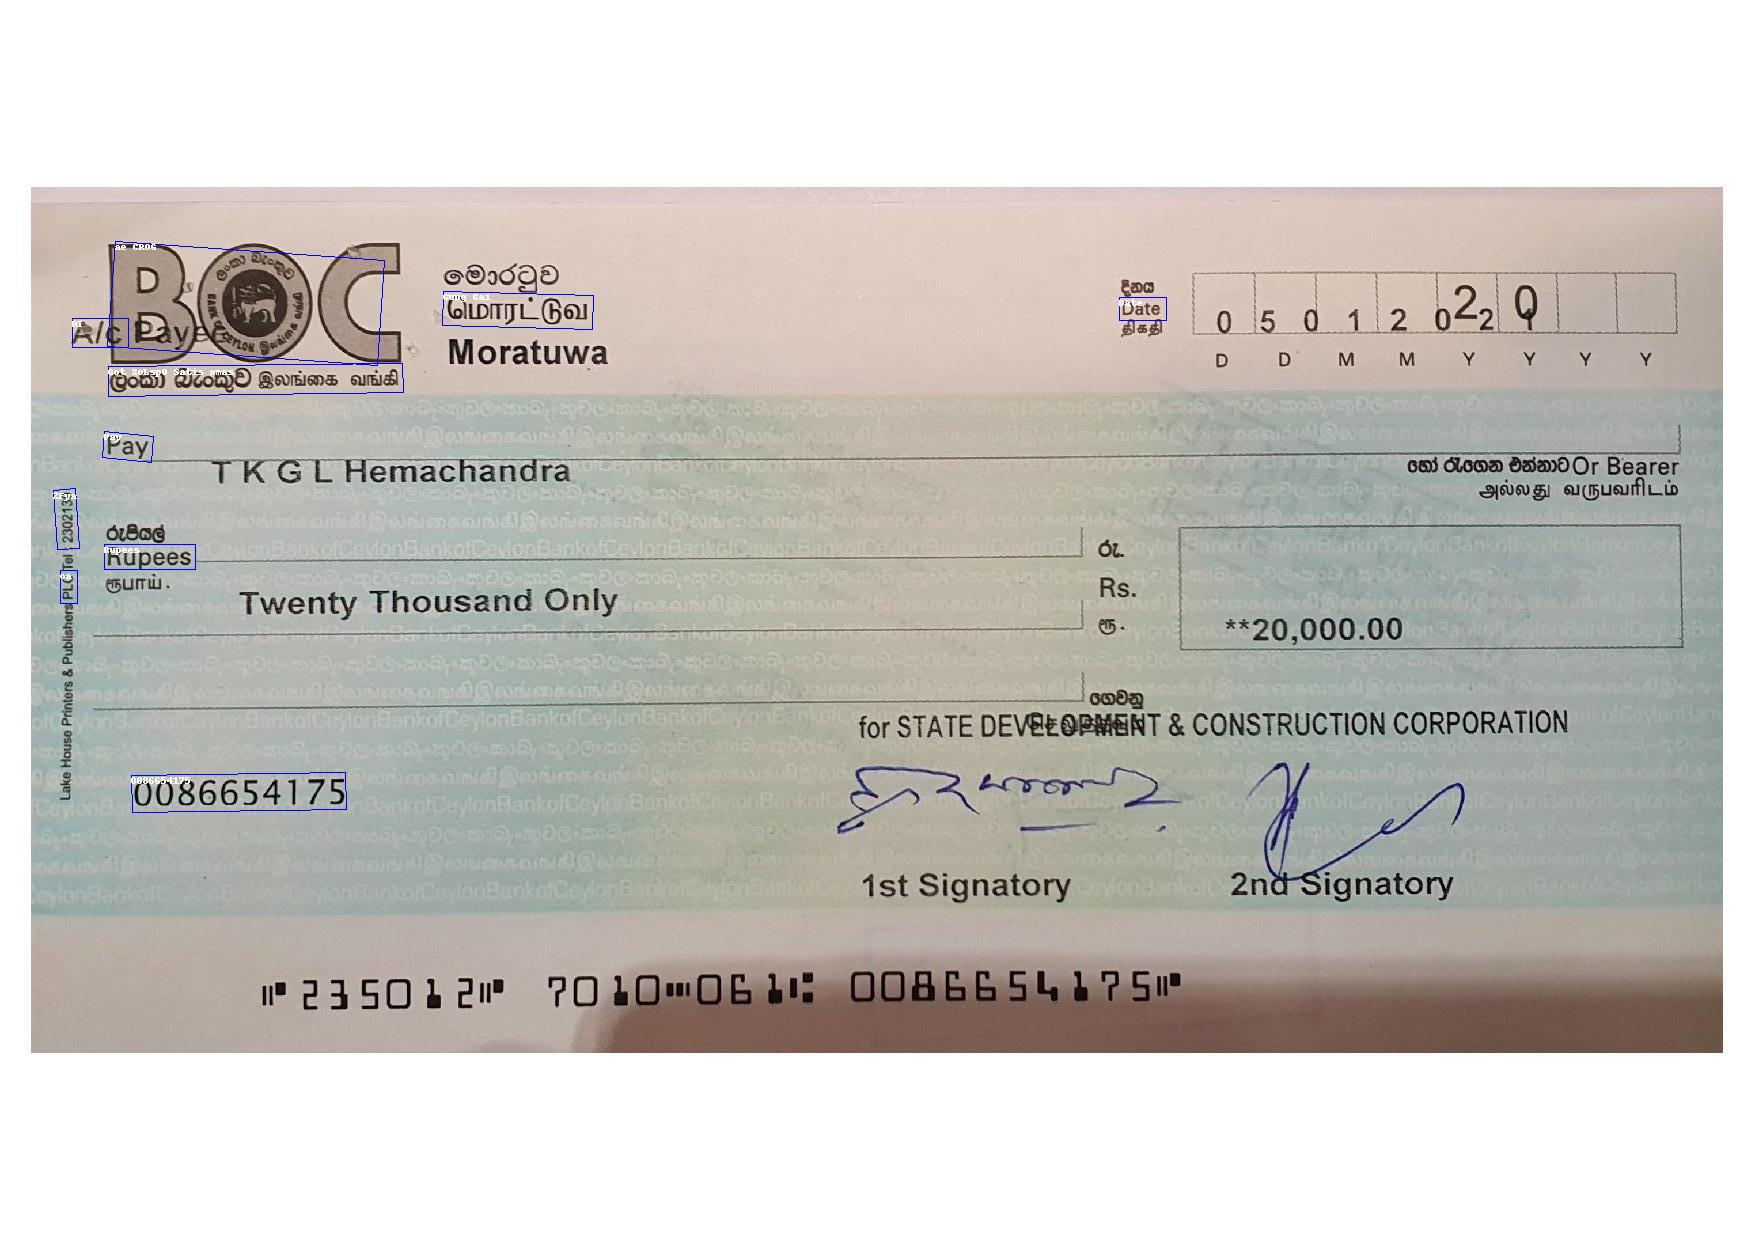 BOC
ලංකා බැංකුව
BANK OF CEYLON
இலங்கை வங்கி
A/c Payee
ලංකා බැංකුව இலங்கை வங்கி
මොරටුව
மொரட்டுவ
Moratuwa
දිනය
Date
திகதி
0 5 0 1 2 0 2 2
D D M M Y Y Y Y
Pay
T K G L Hemachandra
හෝ රැගෙන එන්නාට Or Bearer
அல்லது வருபவரிடம்
රුපියල්
Rupees
ரூபாய்.
Twenty Thousand Only
රු.
Rs.
ரூ.
**20,000.00
ගෙවනු
for STATE DEVELOPMENT & CONSTRUCTION CORPORATION
0086654175
1st Signatory
2nd Signatory
Lake House Printers & Publishers PLC Tel : 230213
235012 7010 061 0086654175